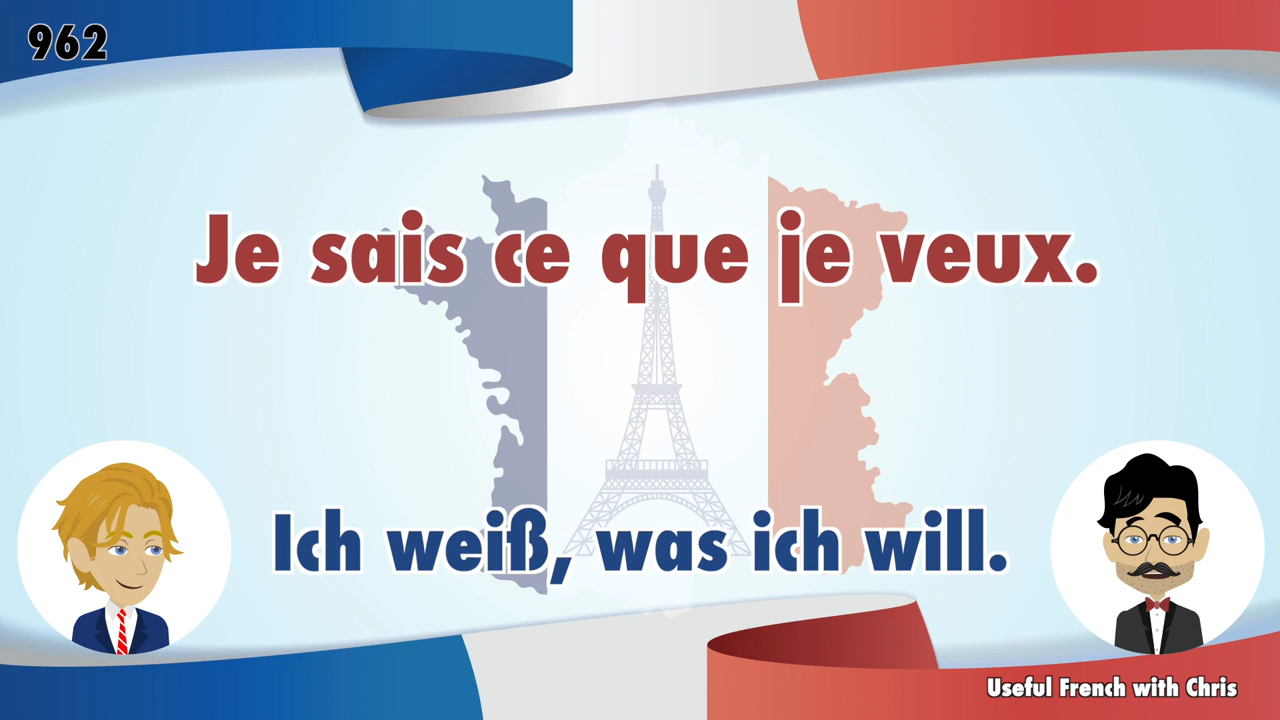 962
Je sais ce que je veux.
Ich weiß, was ich will.
Useful French with Chris